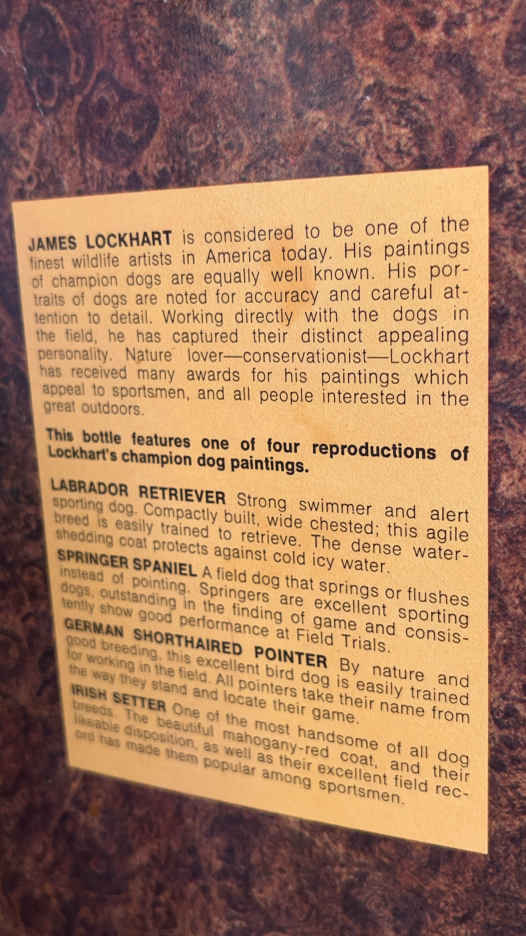 JAMES LOCKHART is considered to be one of the
finest wildlife artists in America today. His paintings
of champion dogs are equally well known. His por-
traits of dogs are noted for accuracy and careful at-
tention to detail. Working directly with the dogs in
the field, he has captured their distinct appealing
personality. Nature lover—conservationist—Lockhart
has received many awards for his paintings which
appeal to sportsmen, and all people interested in the
great outdoors.
This bottle features one of four reproductions of
Lockhart's champion dog paintings.
LABRADOR RETRIEVER Strong swimmer and alert
sporting dog. Compactly built, wide chested; this agile
breed is easily trained to retrieve. The dense water-
shedding coat protects against cold icy water.
SPRINGER SPANIEL A field dog that springs or flushes
instead of pointing. Springers are excellent sporting
dogs, outstanding in the finding of game and consis-
tently show good performance at Field Trials.
GERMAN SHORTHAIRED POINTER By nature and
good breeding, this excellent bird dog is easily trained
for working in the field. All pointers take their name from
the way they stand and locate their game.
IRISH SETTER One of the most handsome of all dog
breeds. The beautiful mahogany-red coat, and their
likeable disposition, as well as their excellent field rec-
ord has made them popular among sportsmen.